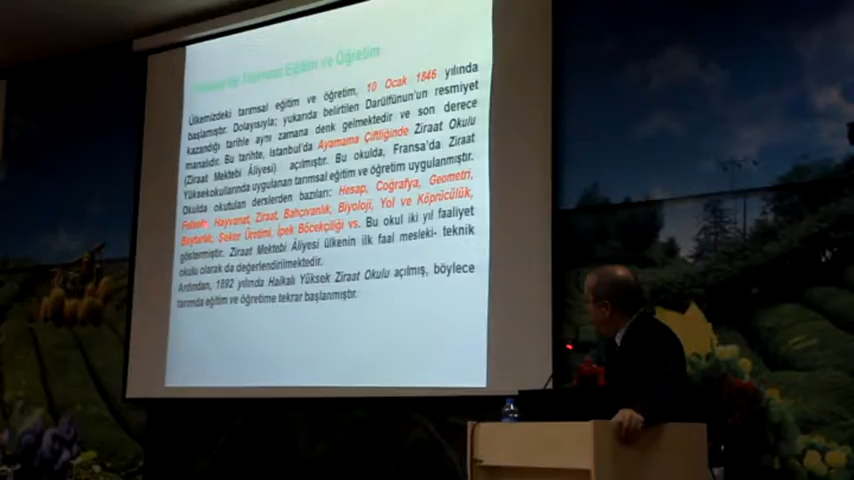 Eğitim ve Öğretim
Ülkemizdeki tarımsal eğitim ve öğretim, 10 Ocak 1846 yılında
başlamıştır. Dolayısıyla; yukarıda belirtilen Darülfünun'un resmiyet
kazandığı tarihle aynı zamana denk gelmektedir ve son derece
manalıdır. Bu tarihte, İstanbul'da Ayamama Çiftliğinde Ziraat Okulu
(Ziraat Mektebi Âliyesi) açılmıştır. Bu okulda, Fransa'da Ziraat
Yüksekokullarında uygulanan tarımsal eğitim ve öğretim uygulanmıştır.
Okulda okutulan derslerden bazıları: Hesap, Coğrafya, Geometri,
Hayvanat, Ziraat, Bahçıvanlık, Biyoloji, Yol ve Köprücülük,
Baytarlık, Şeker Üretimi, İpek Böcekçiliği vs. Bu okul iki yıl faaliyet
göstermiştir. Ziraat Mektebi Âliyesi ülkenin ilk faal mesleki- teknik
okulu olarak da değerlendirilmektedir.
Ardından, 1892 yılında Halkalı Yüksek Ziraat Okulu açılmış, böylece
tarımda eğitim ve öğretime tekrar başlanmıştır.